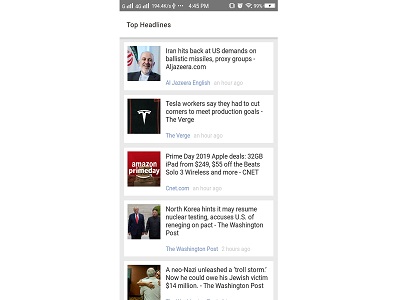 G 4G 4G 194.4K/s 4:45 PM 99%
Top Headlines
Iran hits back at US demands on
ballistic missiles, proxy groups -
Aljazeera.com
Al Jazeera English an hour ago
Tesla workers say they had to cut
corners to meet production goals -
The Verge
The Verge an hour ago
amazon
primeday
Prime Day 2019 Apple deals: 32GB
iPad from $249, $55 off the Beats
Solo 3 Wireless and more - CNET
Cnet.com an hour ago
North Korea hints it may resume
nuclear testing, accuses U.S. of
reneging on pact - The Washington
Post
The Washington Post 2 hours ago
A neo-Nazi unleashed a 'troll storm.'
Now he could owe his Jewish victim
$14 million. - The Washington Post